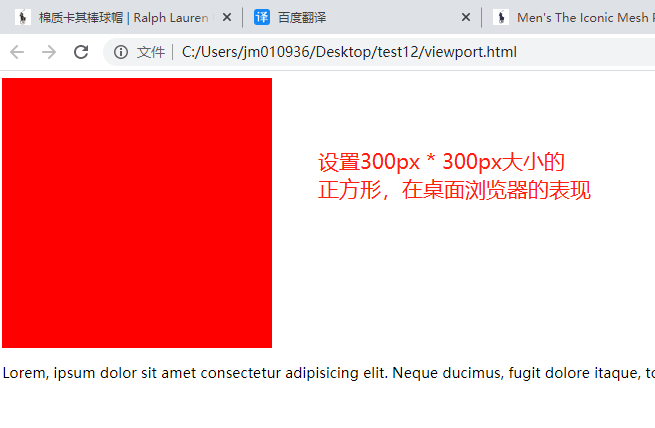 棉质卡其棒球帽 | Ralph Lauren
译 百度翻译
Men's The Iconic Mesh P
文件 | C:/Users/jm010936/Desktop/test12/viewport.html
设置300px * 300px大小的
正方形，在桌面浏览器的表现
Lorem, ipsum dolor sit amet consectetur adipisicing elit. Neque ducimus, fugit dolore itaque, to